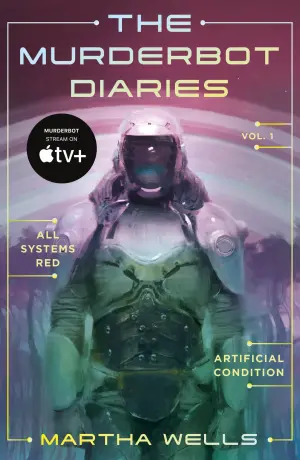 THE
MURDERBOT
DIARIES
MURDERBOT
STREAM ON
tv+
VOL. 1
ALL
SYSTEMS
RED
ARTIFICIAL
CONDITION
MARTHA WELLS